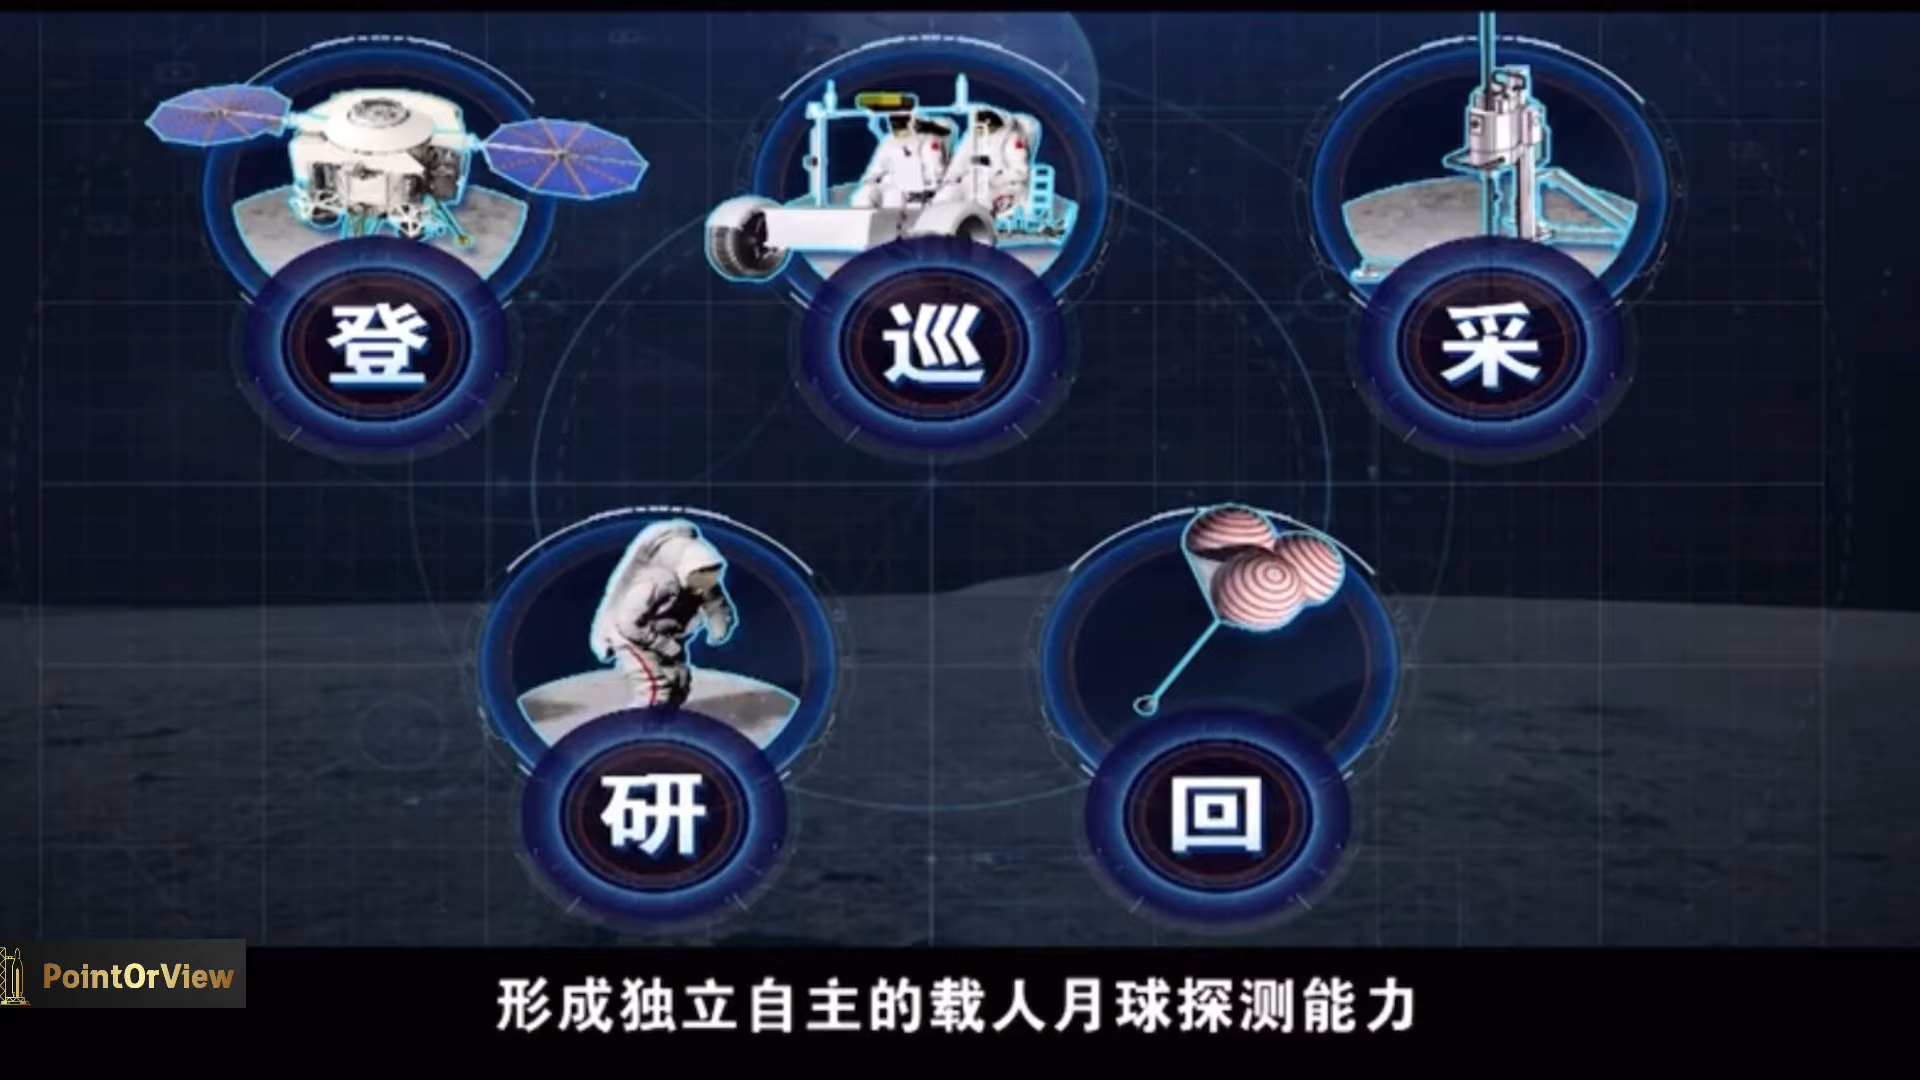 登
巡
采
研
回
PointOrView
形成独立自主的载人月球探测能力